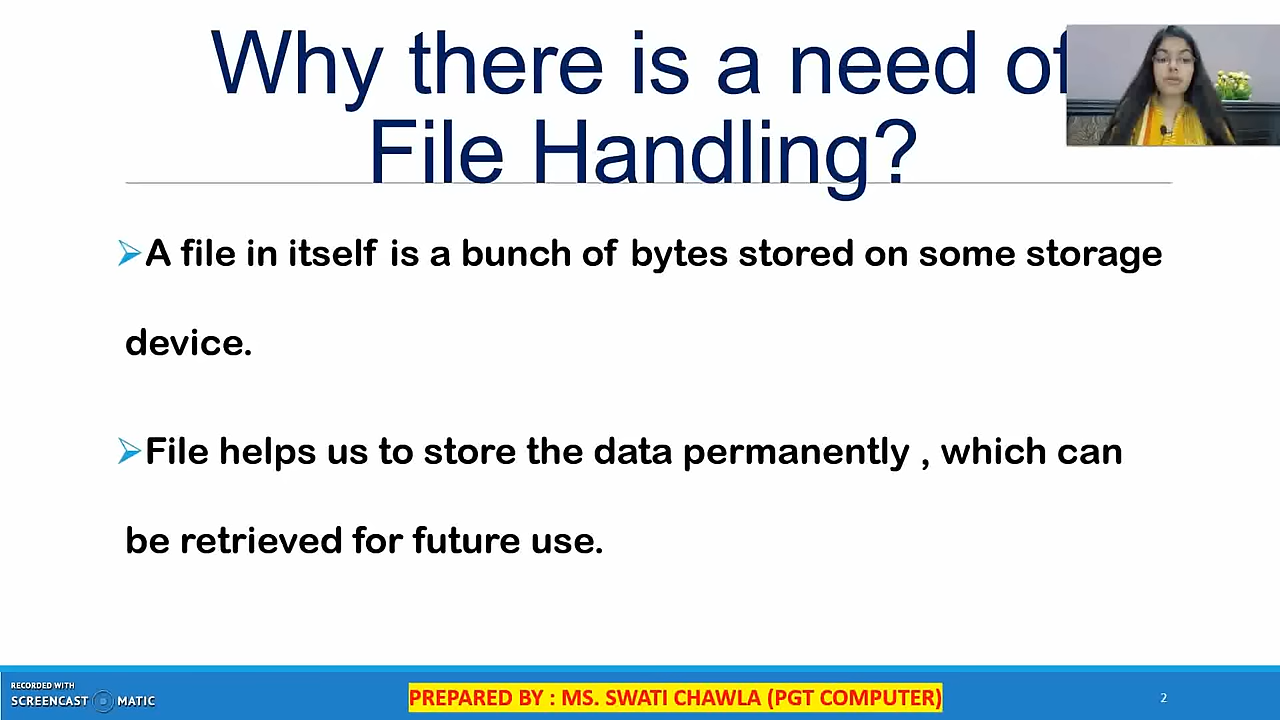 Why there is a need of
File Handling?
➢A file in itself is a bunch of bytes stored on some storage
device.
➢File helps us to store the data permanently , which can
be retrieved for future use.
RECORDED WITH
SCREENCAST MATIC
PREPARED BY : MS. SWATI CHAWLA (PGT COMPUTER)
2